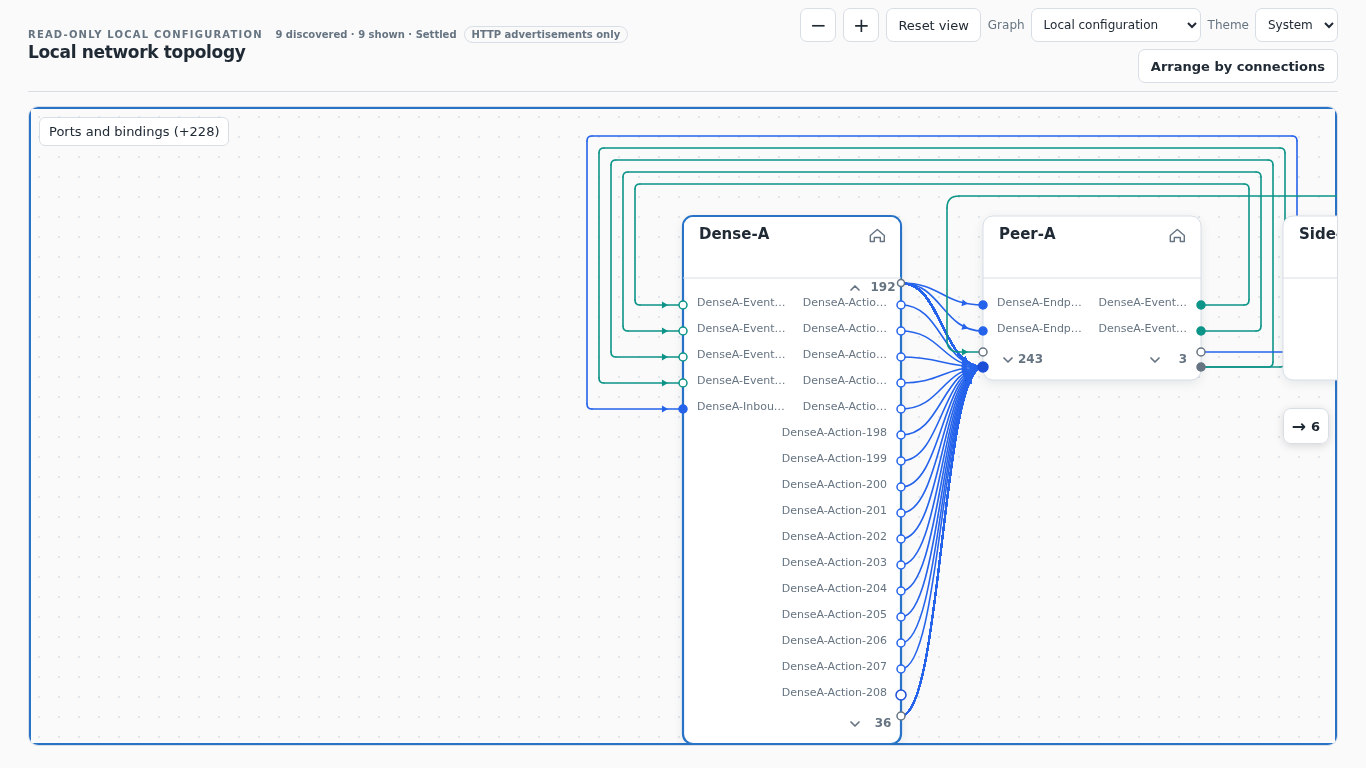 READ-ONLY LOCAL CONFIGURATION 9 discovered · 9 shown · Settled HTTP advertisements only
Local network topology
− + Reset view Graph Local configuration Theme System
Arrange by connections
Ports and bindings (+228)
Dense-A
192
DenseA-Event… DenseA-Actio…
DenseA-Event… DenseA-Actio…
DenseA-Event… DenseA-Actio…
DenseA-Event… DenseA-Actio…
DenseA-Inbou… DenseA-Actio…
DenseA-Action-198
DenseA-Action-199
DenseA-Action-200
DenseA-Action-201
DenseA-Action-202
DenseA-Action-203
DenseA-Action-204
DenseA-Action-205
DenseA-Action-206
DenseA-Action-207
DenseA-Action-208
36
Peer-A
DenseA-Endp… DenseA-Event…
DenseA-Endp… DenseA-Event…
243 3
Side-
→ 6